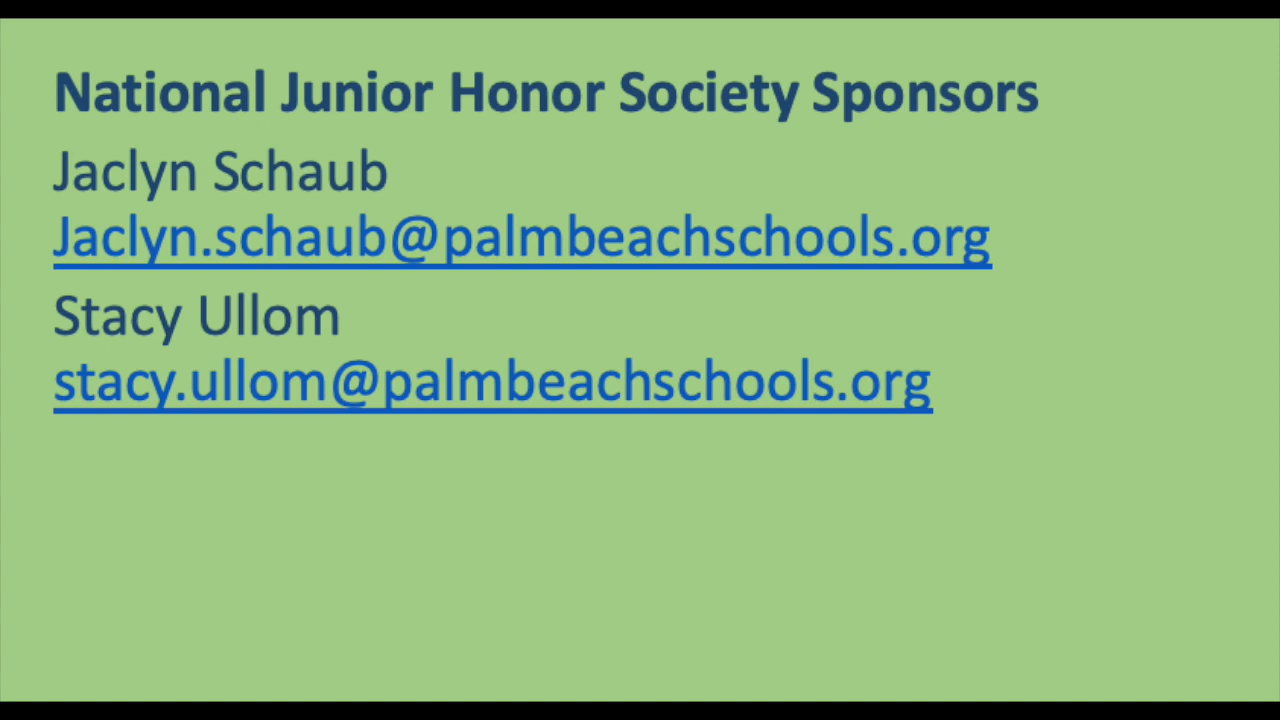 National Junior Honor Society Sponsors
Jaclyn Schaub
Jaclyn.schaub@palmbeachschools.org
Stacy Ullom
stacy.ullom@palmbeachschools.org